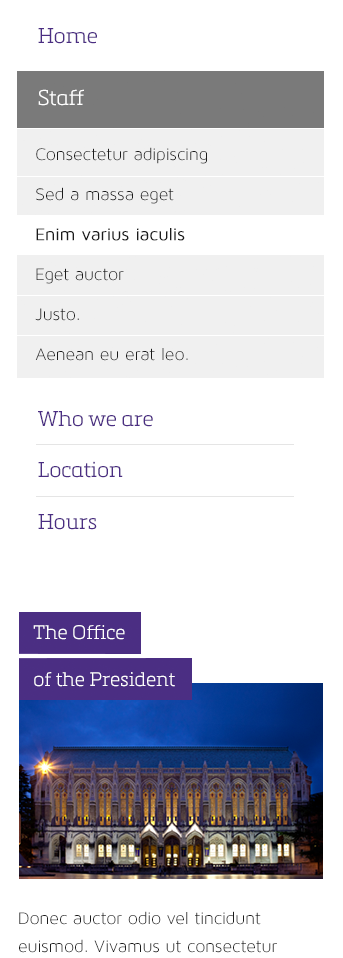 Home
Staff
Consectetur adipiscing
Sed a massa eget
Enim varius iaculis
Eget auctor
Justo.
Aenean eu erat leo.
Who we are
Location
Hours
The Office
of the President
Donec auctor odio vel tincidunt
euismod. Vivamus ut consectetur